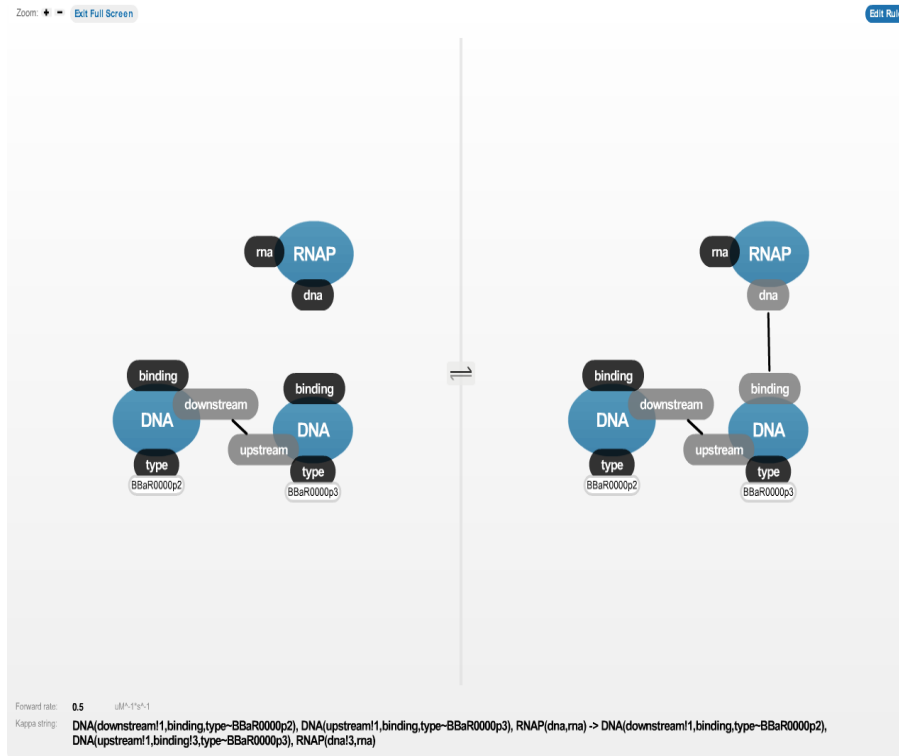 Zoom: + - Exit Full Screen
Edit Rule
rna RNAP
dna
rna RNAP
dna
binding
downstream
binding
DNA
DNA
upstream
type
type
BBaR0000p2
BBaR0000p3
binding
downstream
binding
DNA
DNA
upstream
type
type
BBaR0000p2
BBaR0000p3
Forward rate: 0.5 uM^-1*s^-1
Kappa string: DNA(downstream!1,binding,type~BBaR0000p2), DNA(upstream!1,binding,type~BBaR0000p3), RNAP(dna,rna) -> DNA(downstream!1,binding,type~BBaR0000p2),
DNA(upstream!1,binding!3,type~BBaR0000p3), RNAP(dna!3,rna)